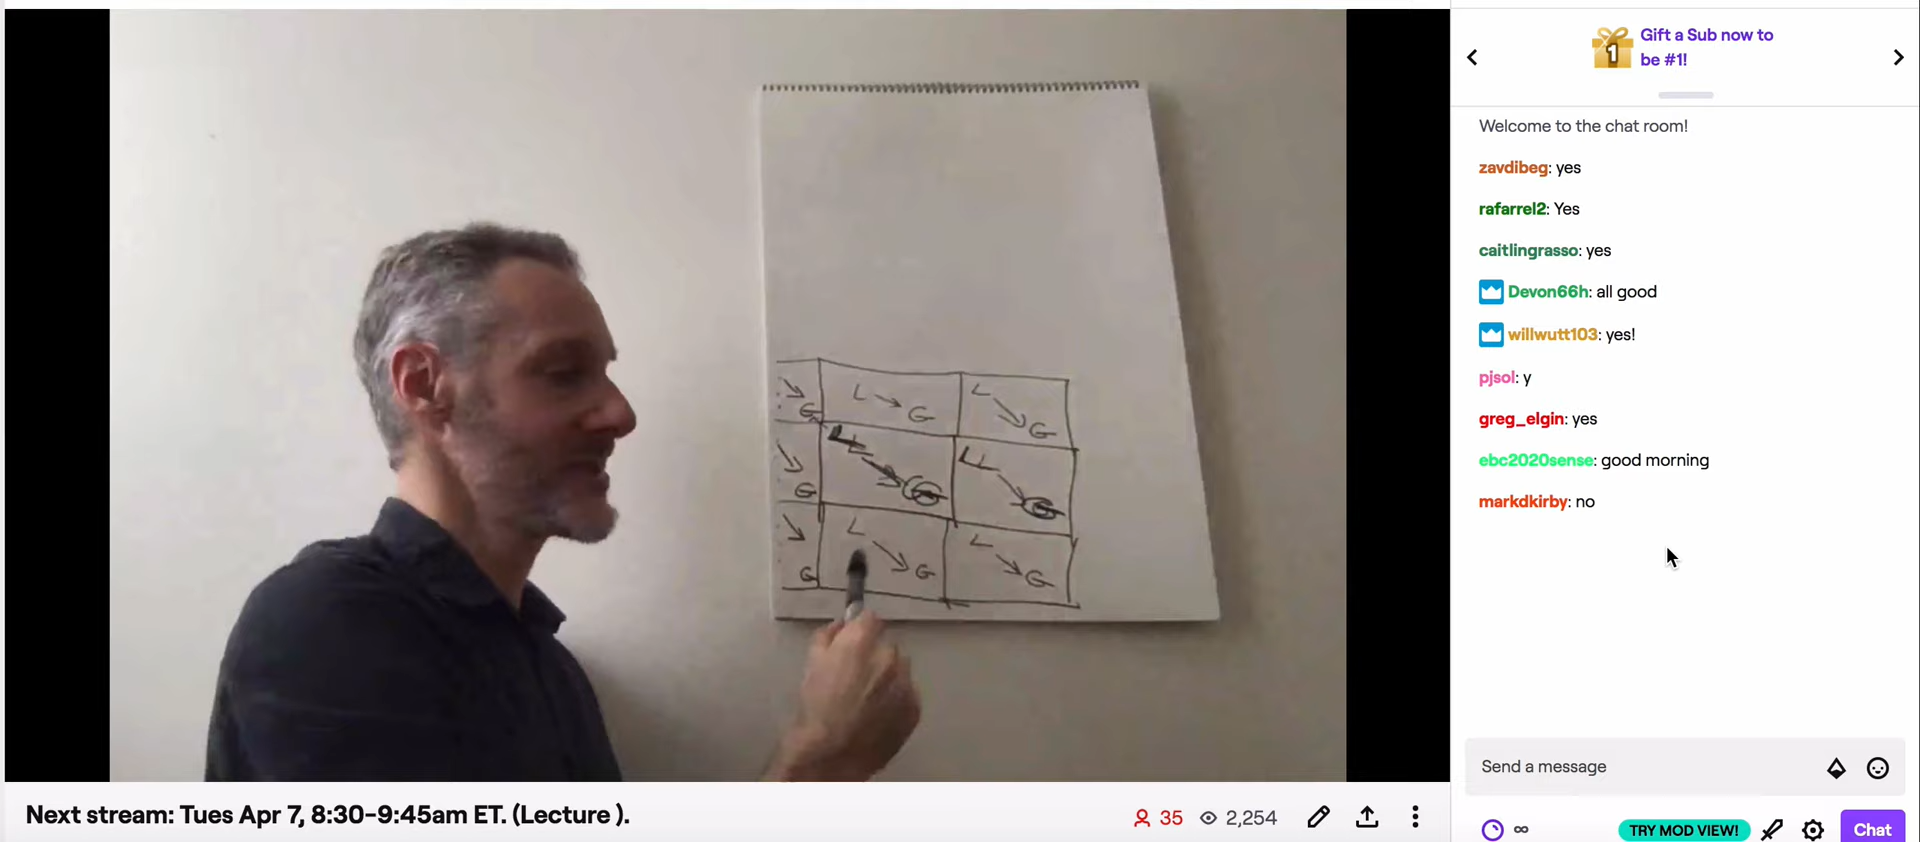 Gift a Sub now to
be #1!
1
Welcome to the chat room!
zavdibeg: yes
rafarrel2: Yes
caitlingrasso: yes
Devon66h: all good
willwutt103: yes!
pjsol: y
greg_elgin: yes
ebc2020sense: good morning
markdkirby: no
G L → G L → G
G L → G LL → G
G L → G L → G
Send a message
Next stream: Tues Apr 7, 8:30-9:45am ET. (Lecture ).
35 2,254
∞ TRY MOD VIEW! Chat